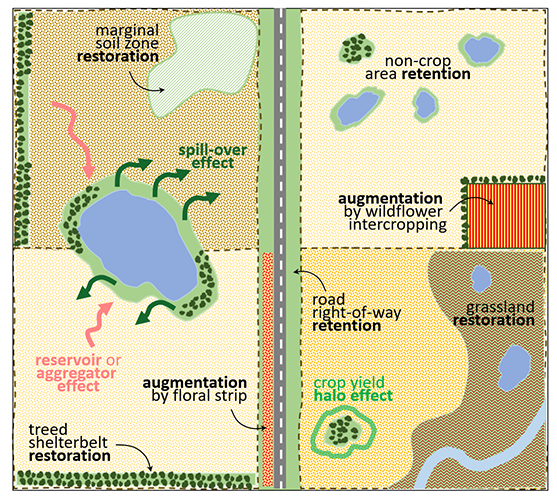 marginal
soil zone
restoration
non-crop
area retention
spill-over
effect
augmentation
by wildflower
intercropping
road
right-of-way
retention
grassland
restoration
reservoir or
aggregator
effect
augmentation
by floral strip
crop yield
halo effect
treed
shelterbelt
restoration